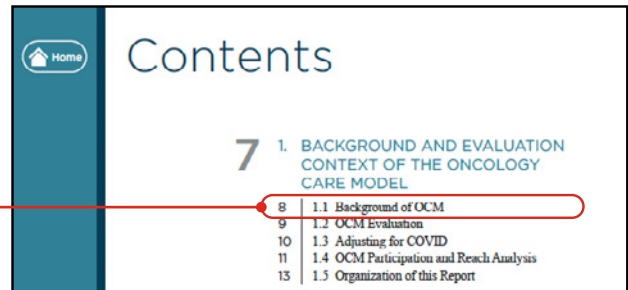 Home
Contents
7 1. BACKGROUND AND EVALUATION
CONTEXT OF THE ONCOLOGY
CARE MODEL
8 1.1 Background of OCM
9 1.2 OCM Evaluation
10 1.3 Adjusting for COVID
11 1.4 OCM Participation and Reach Analysis
13 1.5 Organization of this Report